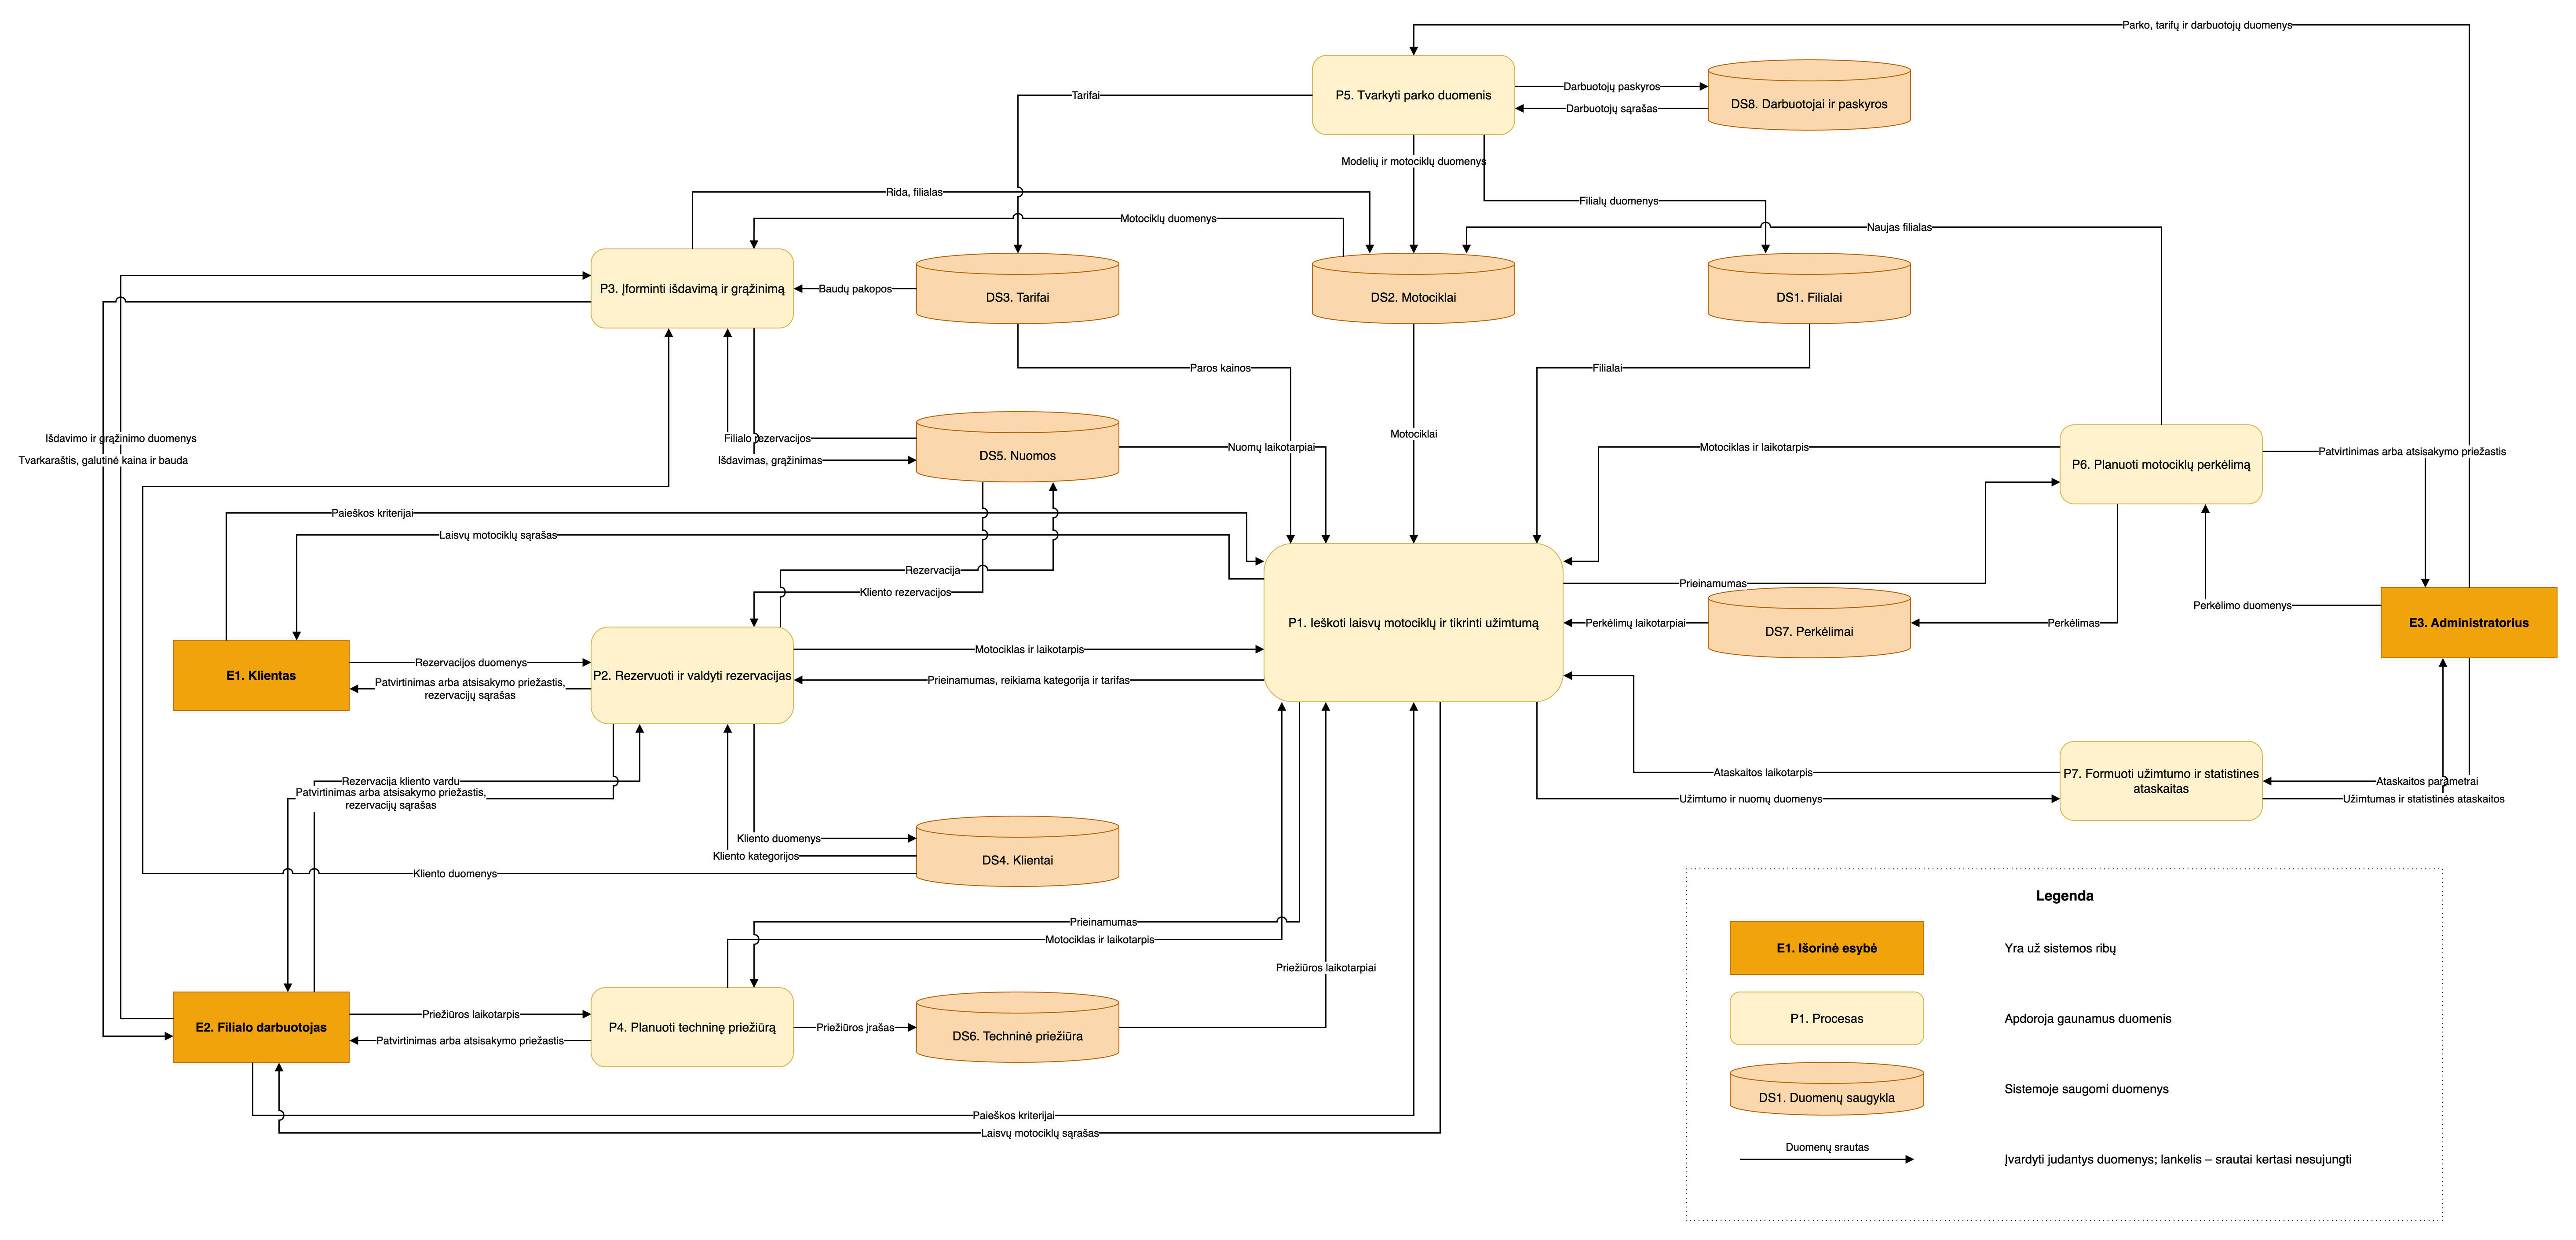 Parko, tarifų ir darbuotojų duomenys
P5. Tvarkyti parko duomenis
Darbuotojų paskyros
Darbuotojų sąrašas
DS8. Darbuotojai ir paskyros
Tarifai
Modelių ir motociklų duomenys
Rida, filialas
Filialų duomenys
Motociklų duomenys
Naujas filialas
P3. Įforminti išdavimą ir grąžinimą
Baudų pakopos
DS3. Tarifai
DS2. Motociklai
DS1. Filialai
Paros kainos
Filialai
Motociklai
Išdavimo ir grąžinimo duomenys
Tvarkaraštis, galutinė kaina ir bauda
Filialo rezervacijos
Išdavimas, grąžinimas
DS5. Nuomos
Nuomų laikotarpiai
Motociklas ir laikotarpis
P6. Planuoti motociklų perkėlimą
Patvirtinimas arba atsisakymo priežastis
Paieškos kriterijai
Laisvų motociklų sąrašas
Rezervacija
Kliento rezervacijos
Prieinamumas
Perkėlimo duomenys
E1. Klientas
Rezervacijos duomenys
Patvirtinimas arba atsisakymo priežastis,
rezervacijų sąrašas
P2. Rezervuoti ir valdyti rezervacijas
Motociklas ir laikotarpis
Prieinamumas, reikiama kategorija ir tarifas
P1. Ieškoti laisvų motociklų ir tikrinti užimtumą
Perkėlimų laikotarpiai
DS7. Perkėlimai
Perkėlimas
E3. Administratorius
Rezervacija kliento vardu
Patvirtinimas arba atsisakymo priežastis,
rezervacijų sąrašas
Ataskaitos laikotarpis
Užimtumo ir nuomų duomenys
P7. Formuoti užimtumo ir statistines
ataskaitas
Ataskaitos parametrai
Užimtumas ir statistinės ataskaitos
Kliento duomenys
Kliento kategorijos
DS4. Klientai
Kliento duomenys
Prieinamumas
Motociklas ir laikotarpis
Priežiūros laikotarpiai
E2. Filialo darbuotojas
Priežiūros laikotarpis
Patvirtinimas arba atsisakymo priežastis
P4. Planuoti techninę priežiūrą
Priežiūros įrašas
DS6. Techninė priežiūra
Paieškos kriterijai
Laisvų motociklų sąrašas
Legenda
E1. Išorinė esybė
Yra už sistemos ribų
P1. Procesas
Apdoroja gaunamus duomenis
DS1. Duomenų saugykla
Sistemoje saugomi duomenys
Duomenų srautas
Įvardyti judantys duomenys; lankelis – srautai kertasi nesujungti